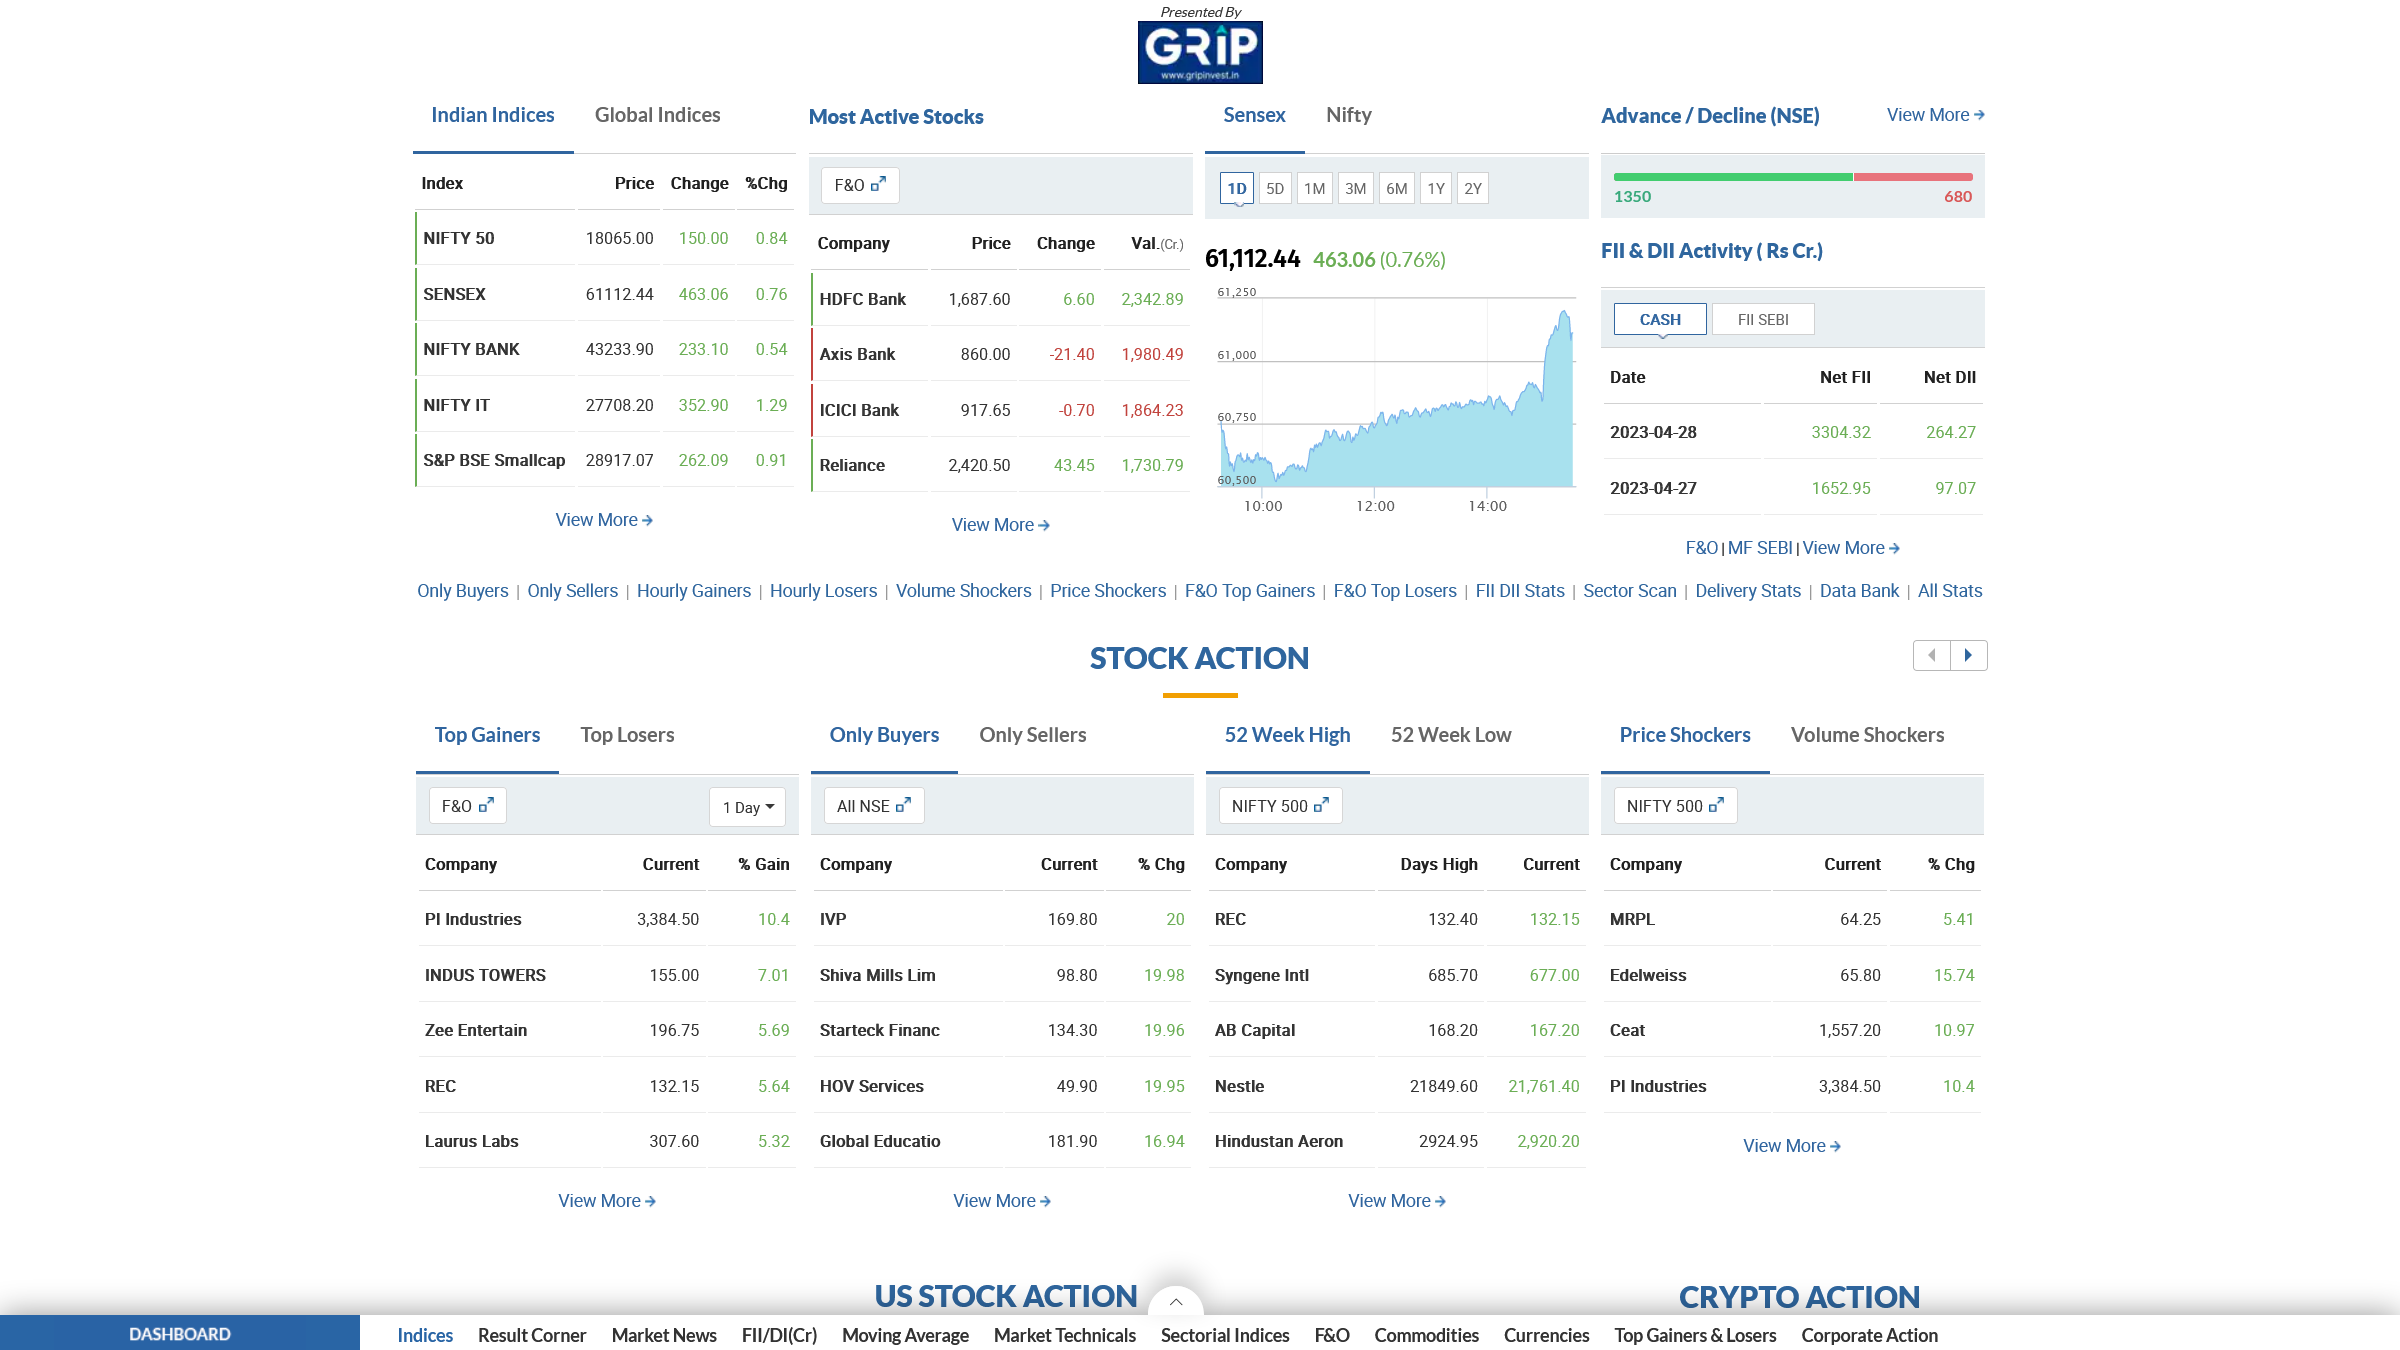 Presented By
GRIP
www.gripinvest.in
Indian Indices Global Indices
Index Price Change %Chg
NIFTY 50 18065.00 150.00 0.84
SENSEX 61112.44 463.06 0.76
NIFTY BANK 43233.90 233.10 0.54
NIFTY IT 27708.20 352.90 1.29
S&P BSE Smallcap 28917.07 262.09 0.91
View More
Most Active Stocks
F&O
Company Price Change Val.(Cr.)
HDFC Bank 1,687.60 6.60 2,342.89
Axis Bank 860.00 -21.40 1,980.49
ICICI Bank 917.65 -0.70 1,864.23
Reliance 2,420.50 43.45 1,730.79
View More
Sensex Nifty
1D 5D 1M 3M 6M 1Y 2Y
61,112.44 463.06 (0.76%)
61,250
61,000
60,750
60,500
10:00 12:00 14:00
Advance / Decline (NSE) View More
1350 680
FII & DII Activity ( Rs Cr.)
CASH FII SEBI
Date Net FII Net DII
2023-04-28 3304.32 264.27
2023-04-27 1652.95 97.07
F&O | MF SEBI | View More
Only Buyers | Only Sellers | Hourly Gainers | Hourly Losers | Volume Shockers | Price Shockers | F&O Top Gainers | F&O Top Losers | FII DII Stats | Sector Scan | Delivery Stats | Data Bank | All Stats
STOCK ACTION
Top Gainers Top Losers
F&O 1 Day
Company Current % Gain
PI Industries 3,384.50 10.4
INDUS TOWERS 155.00 7.01
Zee Entertain 196.75 5.69
REC 132.15 5.64
Laurus Labs 307.60 5.32
View More
Only Buyers Only Sellers
All NSE
Company Current % Chg
IVP 169.80 20
Shiva Mills Lim 98.80 19.98
Starteck Financ 134.30 19.96
HOV Services 49.90 19.95
Global Educatio 181.90 16.94
View More
52 Week High 52 Week Low
NIFTY 500
Company Days High Current
REC 132.40 132.15
Syngene Intl 685.70 677.00
AB Capital 168.20 167.20
Nestle 21849.60 21,761.40
Hindustan Aeron 2924.95 2,920.20
View More
Price Shockers Volume Shockers
NIFTY 500
Company Current % Chg
MRPL 64.25 5.41
Edelweiss 65.80 15.74
Ceat 1,557.20 10.97
PI Industries 3,384.50 10.4
View More
US STOCK ACTION CRYPTO ACTION
DASHBOARD Indices Result Corner Market News FII/DI(Cr) Moving Average Market Technicals Sectorial Indices F&O Commodities Currencies Top Gainers & Losers Corporate Action